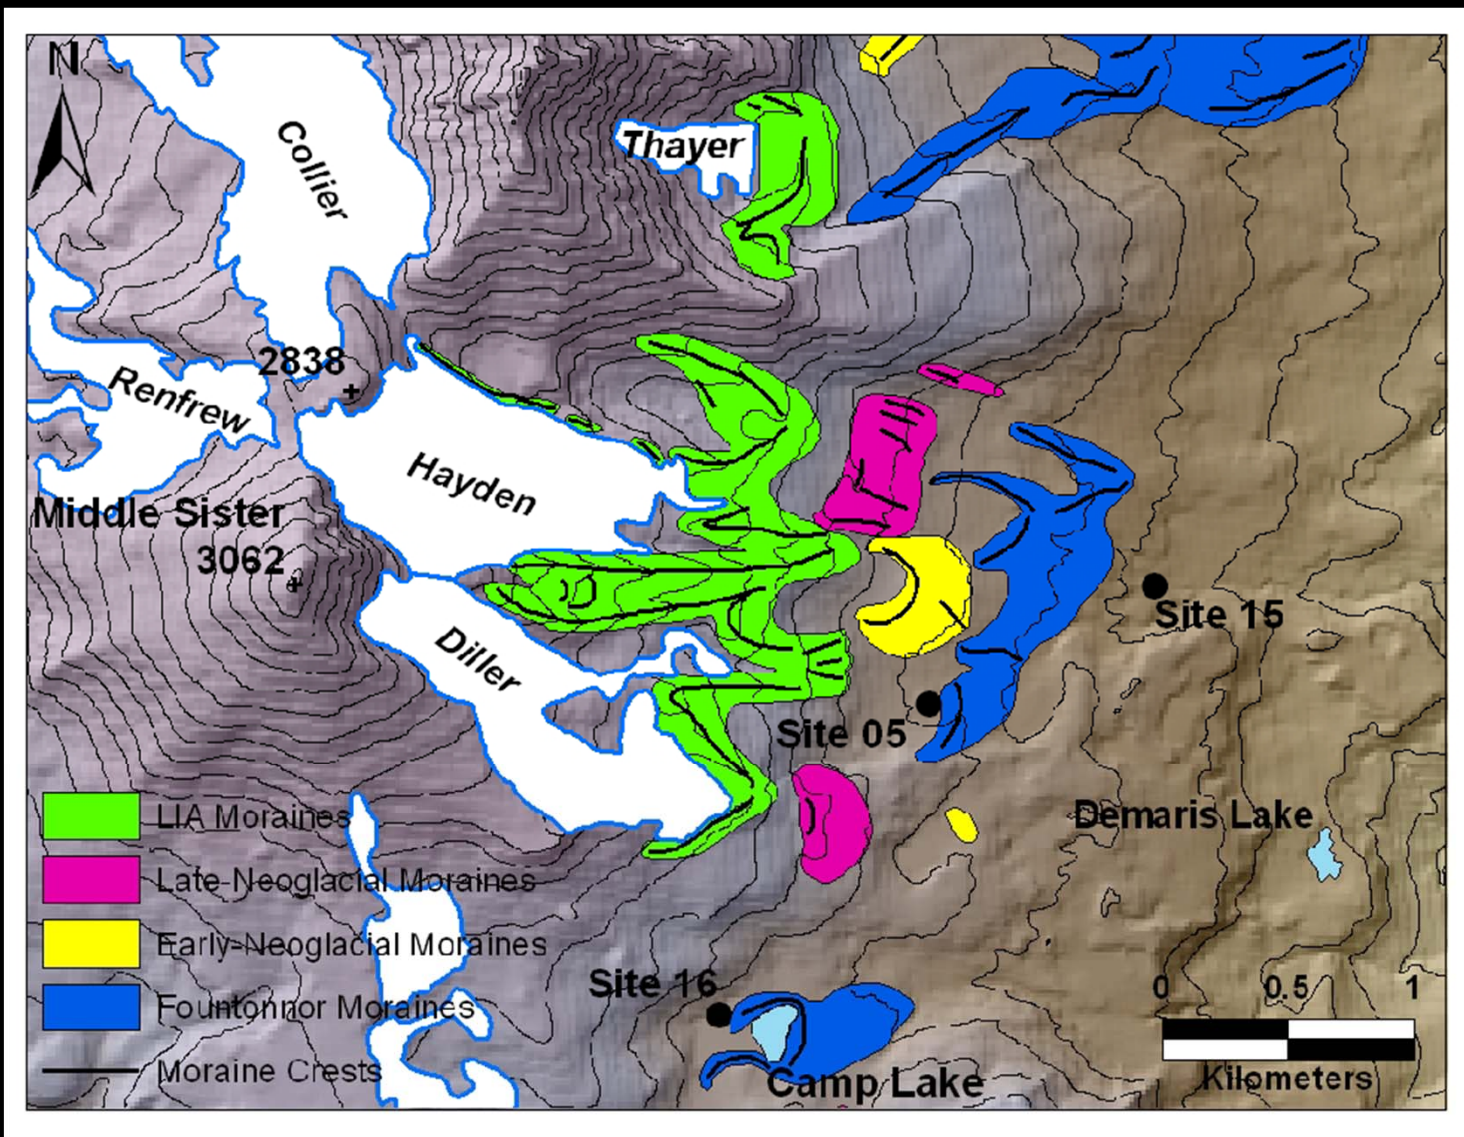 N
Collier
Thayer
2838
Renfrew
Hayden
Middle Sister
3062
Site 15
Diller
Site 05
LIA Moraines
Demaris Lake
Late-Neoglacial Moraines
Early-Neoglacial Moraines
Site 16
0 0.5 1
Fountonnor Moraines
Moraine Crests
Camp Lake
Kilometers